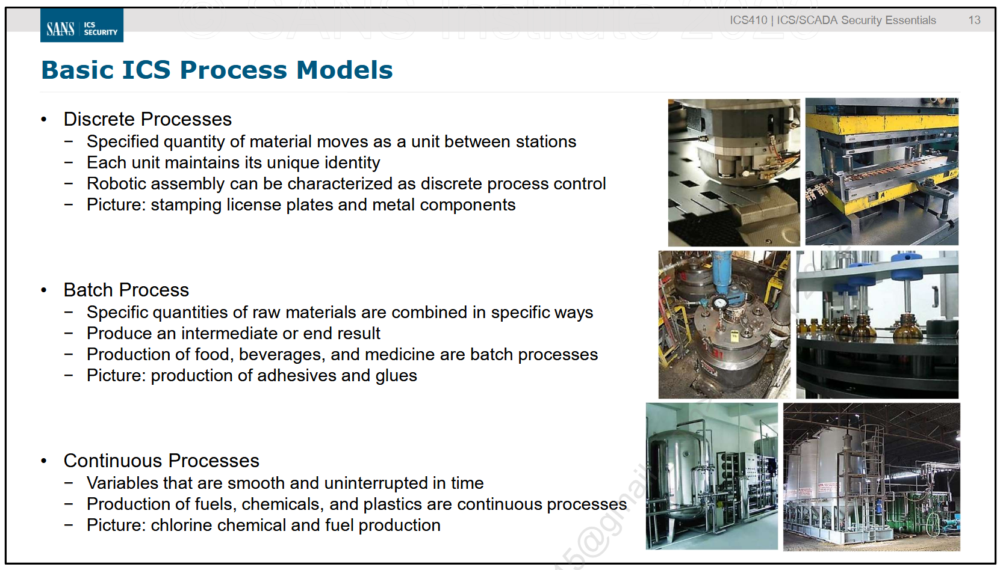 © SANS Institute 202
SANS
ICS
SECURITY
ICS410 | ICS/SCADA Security Essentials
13
Basic ICS Process Models
• Discrete Processes
− Specified quantity of material moves as a unit between stations
− Each unit maintains its unique identity
− Robotic assembly can be characterized as discrete process control
− Picture: stamping license plates and metal components
• Batch Process
− Specific quantities of raw materials are combined in specific ways
− Produce an intermediate or end result
− Production of food, beverages, and medicine are batch processes
− Picture: production of adhesives and glues
• Continuous Processes
− Variables that are smooth and uninterrupted in time
− Production of fuels, chemicals, and plastics are continuous processes
− Picture: chlorine chemical and fuel production
15@gmail